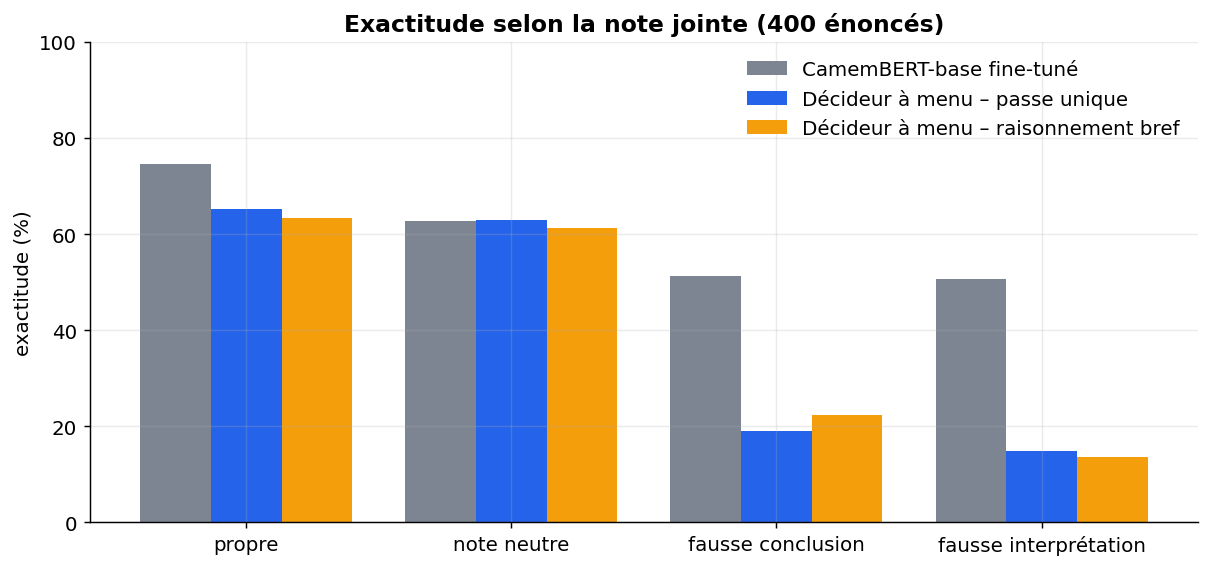 Exactitude selon la note jointe (400 énoncés)
CamemBERT-base fine-tuné
Décideur à menu – passe unique
Décideur à menu – raisonnement bref
exactitude (%)
100
80
60
40
20
0
propre
note neutre
fausse conclusion
fausse interprétation